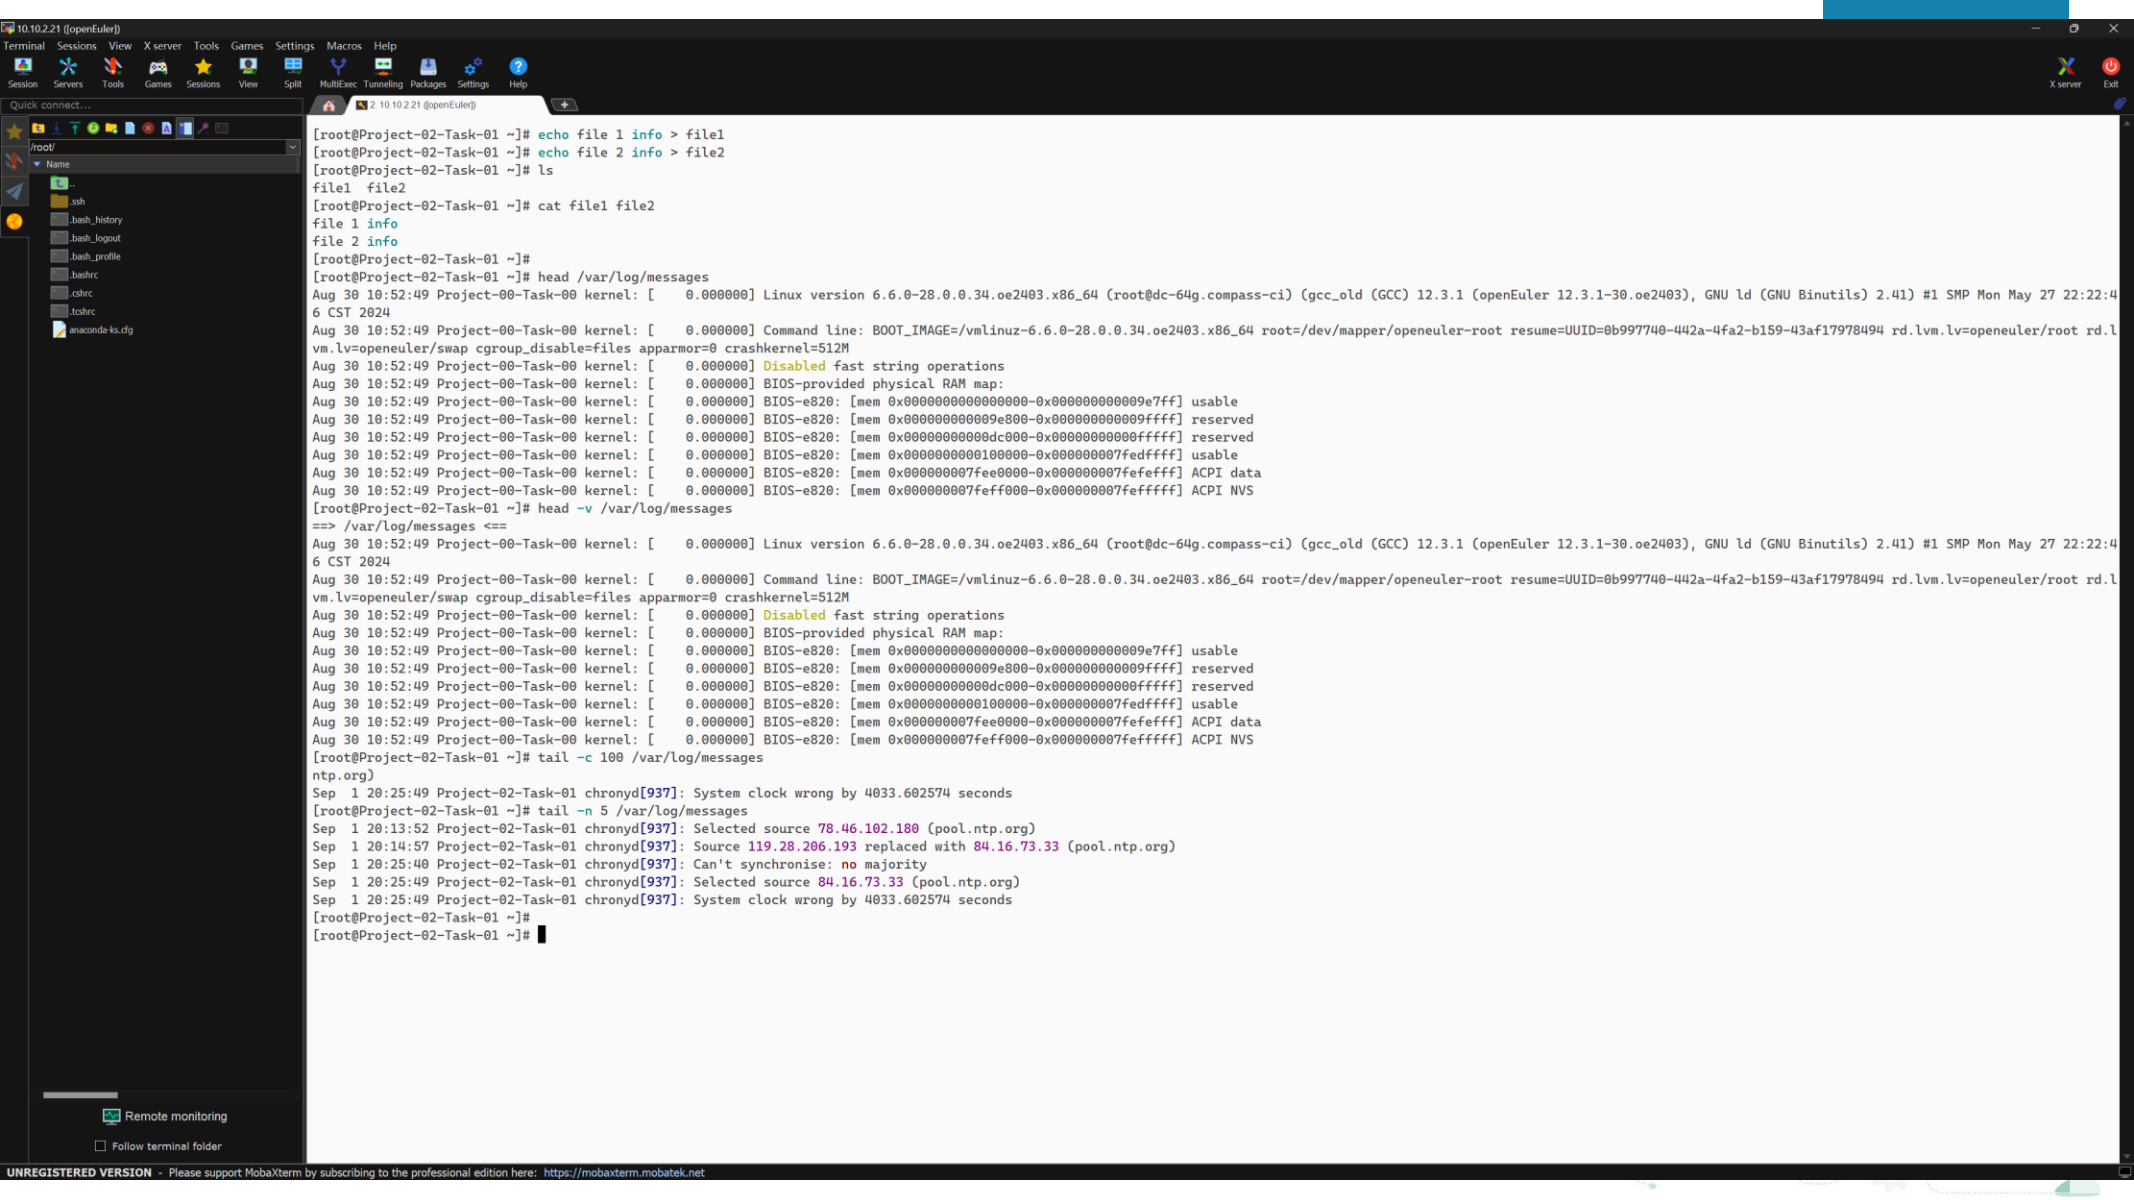 10.10.2.21 ([openEuler])
Terminal Sessions View X server Tools Games Settings Macros Help
Session Servers Tools Games Sessions View Split MultiExec Tunneling Packages Settings Help X server Exit
Quick connect...
2. 10.10.2.21 ([openEuler])
/root/
Name
..
.ssh
.bash_history
.bash_logout
.bash_profile
.bashrc
.cshrc
.tcshrc
anaconda-ks.cfg
[root@Project-02-Task-01 ~]# echo file 1 info > file1
[root@Project-02-Task-01 ~]# echo file 2 info > file2
[root@Project-02-Task-01 ~]# ls
file1  file2
[root@Project-02-Task-01 ~]# cat file1 file2
file 1 info
file 2 info
[root@Project-02-Task-01 ~]#
[root@Project-02-Task-01 ~]# head /var/log/messages
Aug 30 10:52:49 Project-00-Task-00 kernel: [    0.000000] Linux version 6.6.0-28.0.0.34.oe2403.x86_64 (root@dc-64g.compass-ci) (gcc_old (GCC) 12.3.1 (openEuler 12.3.1-30.oe2403), GNU ld (GNU Binutils) 2.41) #1 SMP Mon May 27 22:22:4
6 CST 2024
Aug 30 10:52:49 Project-00-Task-00 kernel: [    0.000000] Command line: BOOT_IMAGE=/vmlinuz-6.6.0-28.0.0.34.oe2403.x86_64 root=/dev/mapper/openeuler-root resume=UUID=0b997740-442a-4fa2-b159-43af17978494 rd.lvm.lv=openeuler/root rd.l
vm.lv=openeuler/swap cgroup_disable=files apparmor=0 crashkernel=512M
Aug 30 10:52:49 Project-00-Task-00 kernel: [    0.000000] Disabled fast string operations
Aug 30 10:52:49 Project-00-Task-00 kernel: [    0.000000] BIOS-provided physical RAM map:
Aug 30 10:52:49 Project-00-Task-00 kernel: [    0.000000] BIOS-e820: [mem 0x0000000000000000-0x000000000009e7ff] usable
Aug 30 10:52:49 Project-00-Task-00 kernel: [    0.000000] BIOS-e820: [mem 0x000000000009e800-0x000000000009ffff] reserved
Aug 30 10:52:49 Project-00-Task-00 kernel: [    0.000000] BIOS-e820: [mem 0x00000000000dc000-0x00000000000fffff] reserved
Aug 30 10:52:49 Project-00-Task-00 kernel: [    0.000000] BIOS-e820: [mem 0x0000000000100000-0x000000007fedffff] usable
Aug 30 10:52:49 Project-00-Task-00 kernel: [    0.000000] BIOS-e820: [mem 0x000000007fee0000-0x000000007fefefff] ACPI data
Aug 30 10:52:49 Project-00-Task-00 kernel: [    0.000000] BIOS-e820: [mem 0x000000007feff000-0x000000007fefffff] ACPI NVS
[root@Project-02-Task-01 ~]# head -v /var/log/messages
==> /var/log/messages <==
Aug 30 10:52:49 Project-00-Task-00 kernel: [    0.000000] Linux version 6.6.0-28.0.0.34.oe2403.x86_64 (root@dc-64g.compass-ci) (gcc_old (GCC) 12.3.1 (openEuler 12.3.1-30.oe2403), GNU ld (GNU Binutils) 2.41) #1 SMP Mon May 27 22:22:4
6 CST 2024
Aug 30 10:52:49 Project-00-Task-00 kernel: [    0.000000] Command line: BOOT_IMAGE=/vmlinuz-6.6.0-28.0.0.34.oe2403.x86_64 root=/dev/mapper/openeuler-root resume=UUID=0b997740-442a-4fa2-b159-43af17978494 rd.lvm.lv=openeuler/root rd.l
vm.lv=openeuler/swap cgroup_disable=files apparmor=0 crashkernel=512M
Aug 30 10:52:49 Project-00-Task-00 kernel: [    0.000000] Disabled fast string operations
Aug 30 10:52:49 Project-00-Task-00 kernel: [    0.000000] BIOS-provided physical RAM map:
Aug 30 10:52:49 Project-00-Task-00 kernel: [    0.000000] BIOS-e820: [mem 0x0000000000000000-0x000000000009e7ff] usable
Aug 30 10:52:49 Project-00-Task-00 kernel: [    0.000000] BIOS-e820: [mem 0x000000000009e800-0x000000000009ffff] reserved
Aug 30 10:52:49 Project-00-Task-00 kernel: [    0.000000] BIOS-e820: [mem 0x00000000000dc000-0x00000000000fffff] reserved
Aug 30 10:52:49 Project-00-Task-00 kernel: [    0.000000] BIOS-e820: [mem 0x0000000000100000-0x000000007fedffff] usable
Aug 30 10:52:49 Project-00-Task-00 kernel: [    0.000000] BIOS-e820: [mem 0x000000007fee0000-0x000000007fefefff] ACPI data
Aug 30 10:52:49 Project-00-Task-00 kernel: [    0.000000] BIOS-e820: [mem 0x000000007feff000-0x000000007fefffff] ACPI NVS
[root@Project-02-Task-01 ~]# tail -c 100 /var/log/messages
ntp.org)
Sep  1 20:25:49 Project-02-Task-01 chronyd[937]: System clock wrong by 4033.602574 seconds
[root@Project-02-Task-01 ~]# tail -n 5 /var/log/messages
Sep  1 20:13:52 Project-02-Task-01 chronyd[937]: Selected source 78.46.102.180 (pool.ntp.org)
Sep  1 20:14:57 Project-02-Task-01 chronyd[937]: Source 119.28.206.193 replaced with 84.16.73.33 (pool.ntp.org)
Sep  1 20:25:40 Project-02-Task-01 chronyd[937]: Can't synchronise: no majority
Sep  1 20:25:49 Project-02-Task-01 chronyd[937]: Selected source 84.16.73.33 (pool.ntp.org)
Sep  1 20:25:49 Project-02-Task-01 chronyd[937]: System clock wrong by 4033.602574 seconds
[root@Project-02-Task-01 ~]#
[root@Project-02-Task-01 ~]#
Remote monitoring
Follow terminal folder
UNREGISTERED VERSION - Please support MobaXterm by subscribing to the professional edition here: https://mobaxterm.mobatek.net